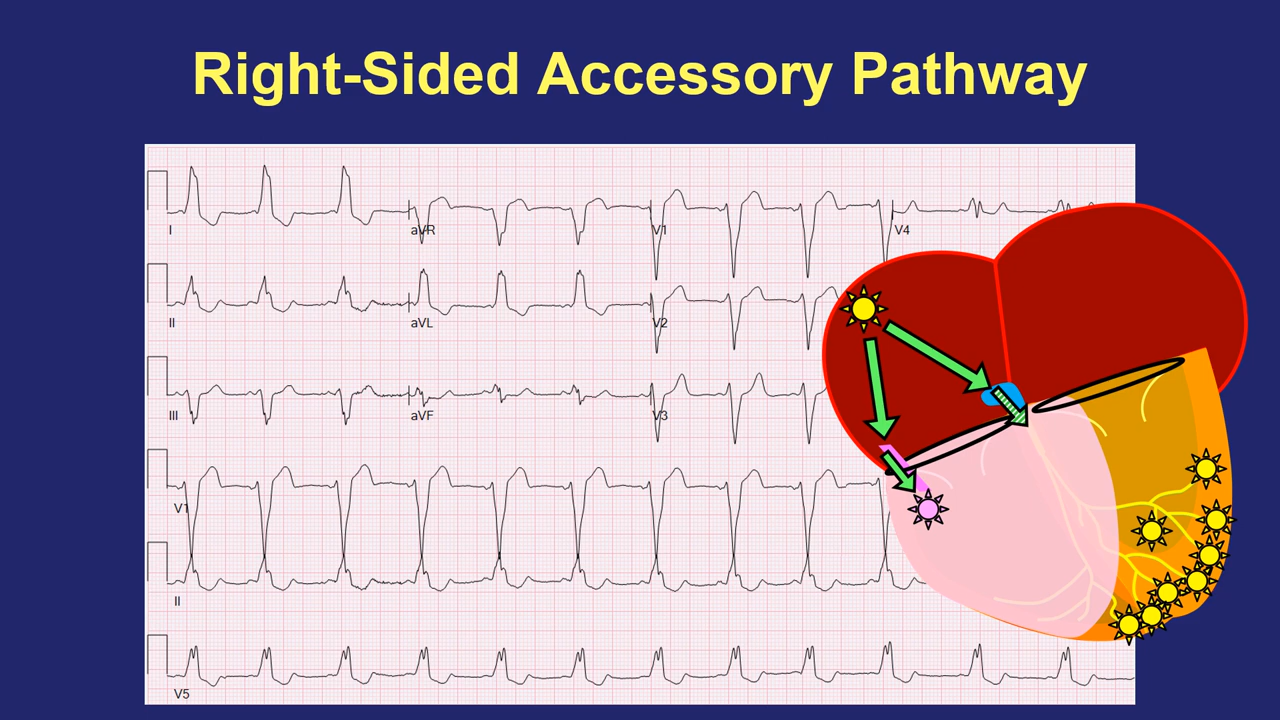 Right-Sided Accessory Pathway
I aVR V1 V4
II aVL V2
III aVF V3
V1
II
V5